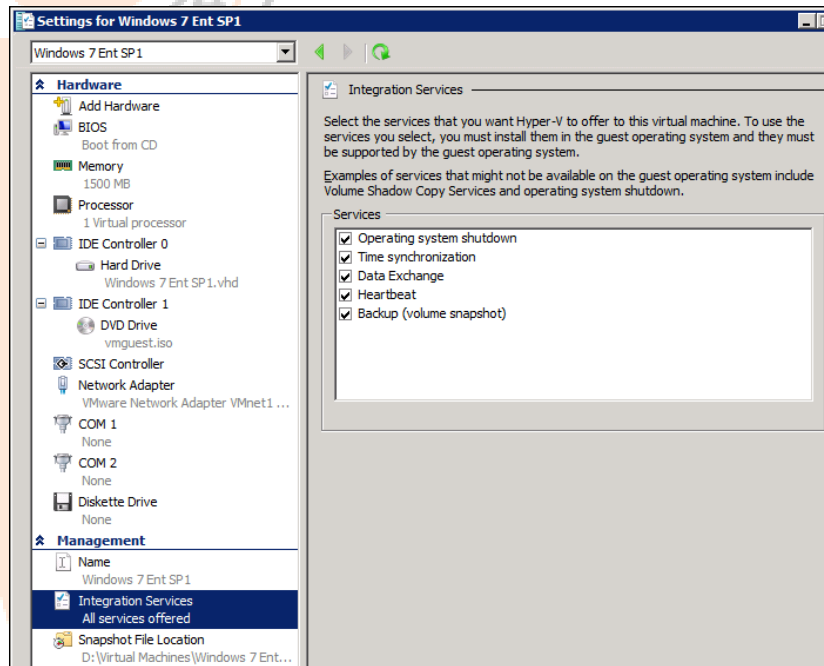 Settings for Windows 7 Ent SP1
Windows 7 Ent SP1
Hardware
Add Hardware
BIOS
Boot from CD
Memory
1500 MB
Processor
1 Virtual processor
IDE Controller 0
Hard Drive
Windows 7 Ent SP1.vhd
IDE Controller 1
DVD Drive
vmguest.iso
SCSI Controller
Network Adapter
VMware Network Adapter VMnet1 ...
COM 1
None
COM 2
None
Diskette Drive
None
Management
Name
Windows 7 Ent SP1
Integration Services
All services offered
Snapshot File Location
D:\Virtual Machines\Windows 7 Ent...
Integration Services
Select the services that you want Hyper-V to offer to this virtual machine. To use the
services you select, you must install them in the guest operating system and they must
be supported by the guest operating system.
Examples of services that might not be available on the guest operating system include
Volume Shadow Copy Services and operating system shutdown.
Services
Operating system shutdown
Time synchronization
Data Exchange
Heartbeat
Backup (volume snapshot)